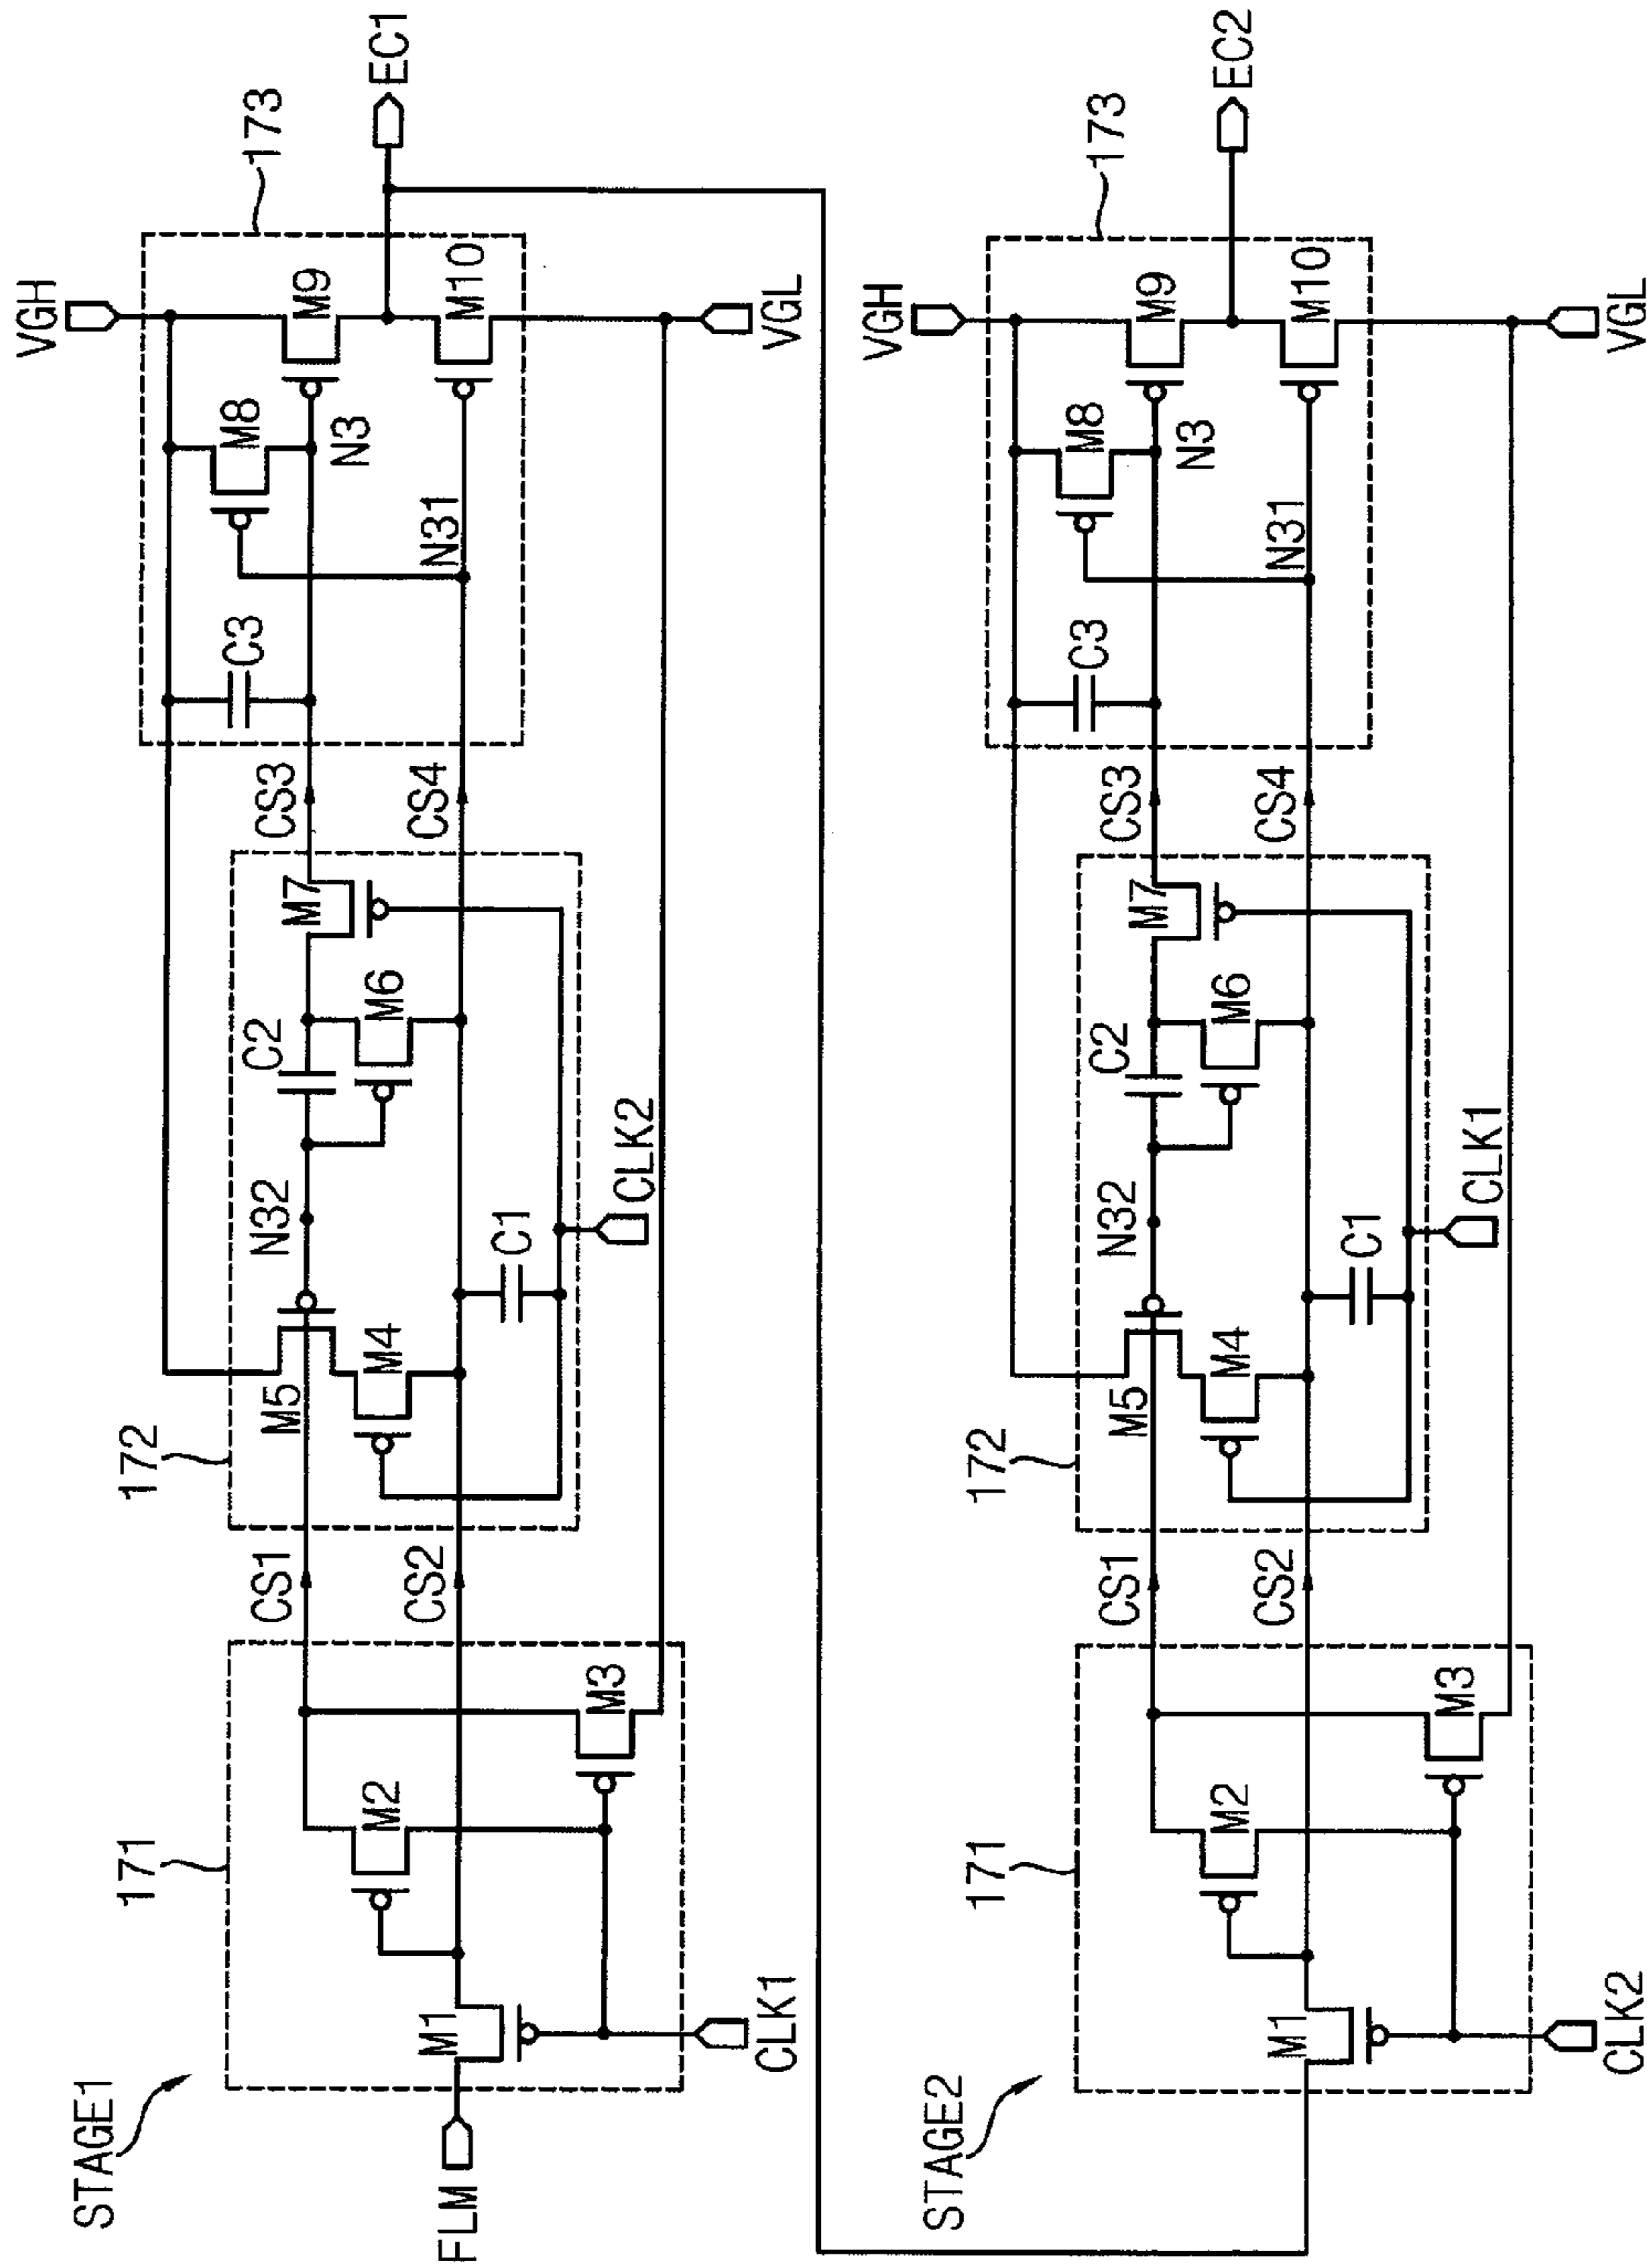 STAGE1
FLM
171
M1
M2
M3
CLK1
CS1
CS2
172
M5
M4
N32
C1
C2
M6
M7
CLK2
CS3
CS4
173
C3
M8
N31
N3
M9
M10
VGH
VGL
EC1
STAGE2
171
M1
M2
M3
CLK2
CS1
CS2
172
M5
M4
N32
C1
C2
M6
M7
CLK1
CS3
CS4
173
C3
M8
N31
N3
M9
M10
VGH
VGL
EC2